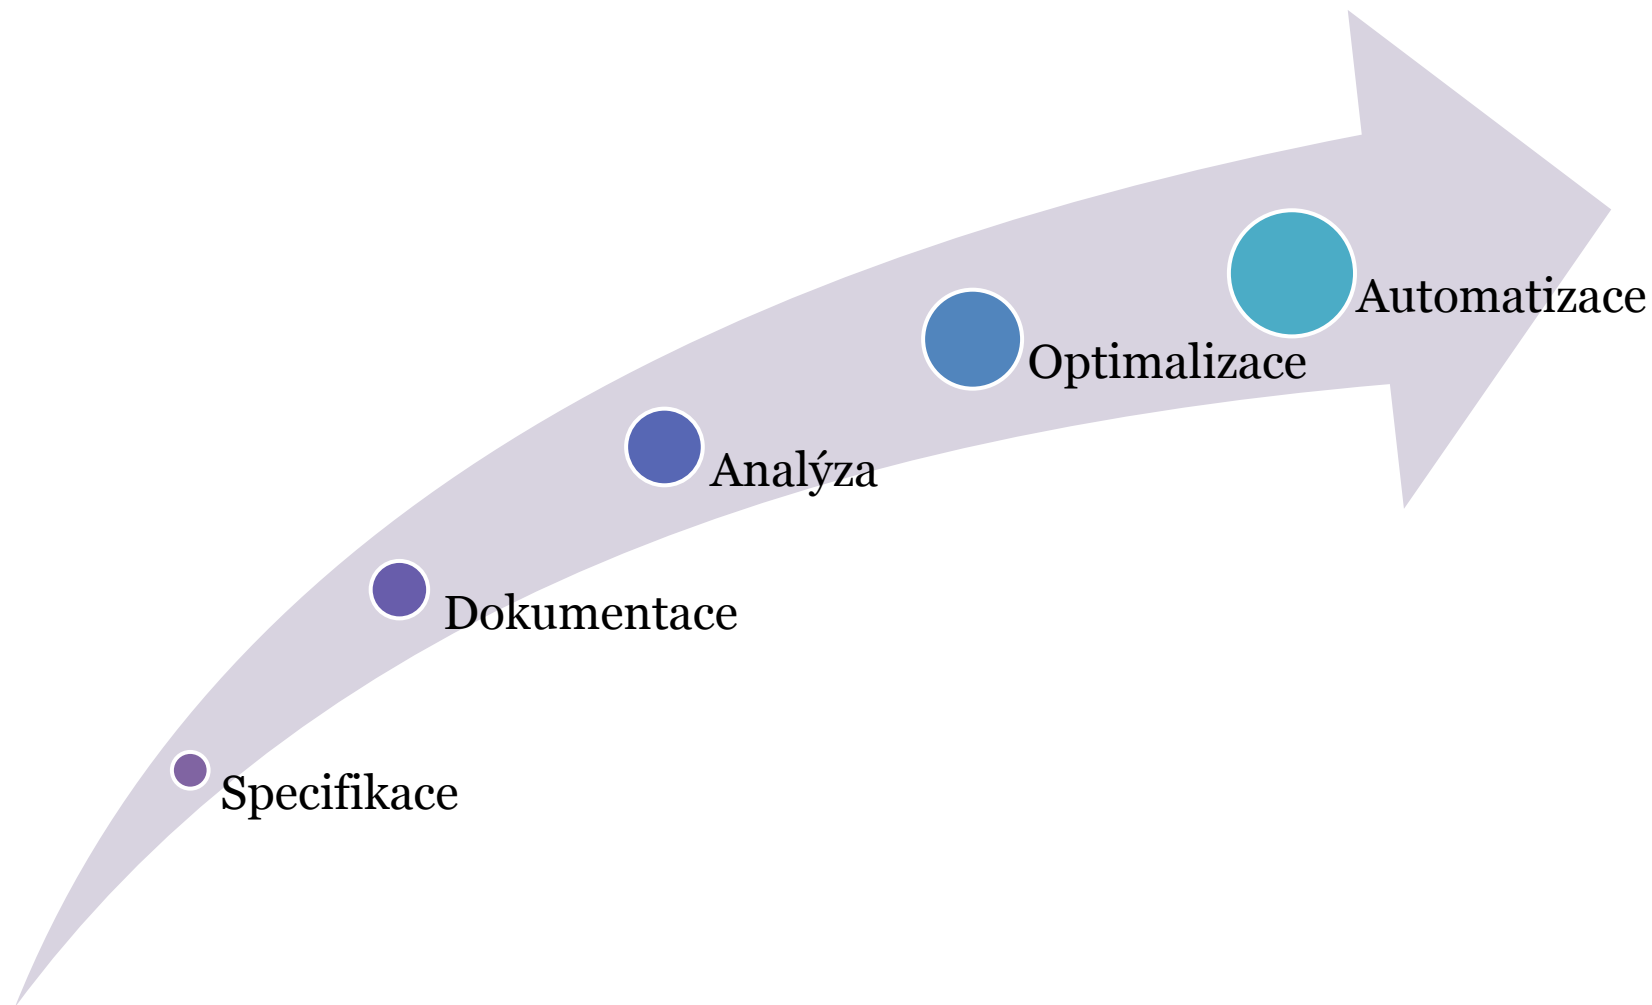 Specifikace
Dokumentace
Analýza
Optimalizace
Automatizace